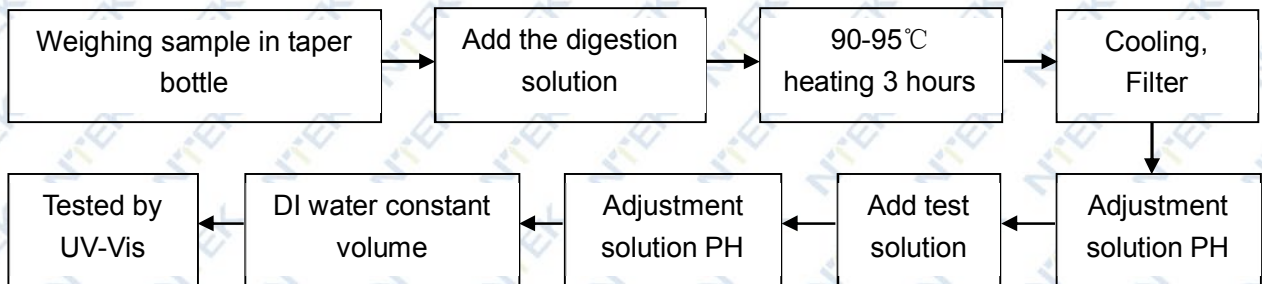 Weighing sample in taper
bottle
Add the digestion
solution
90-95℃
heating 3 hours
Cooling,
Filter
Adjustment
solution PH
Add test
solution
Adjustment
solution PH
DI water constant
volume
Tested by
UV-Vis
NTEK